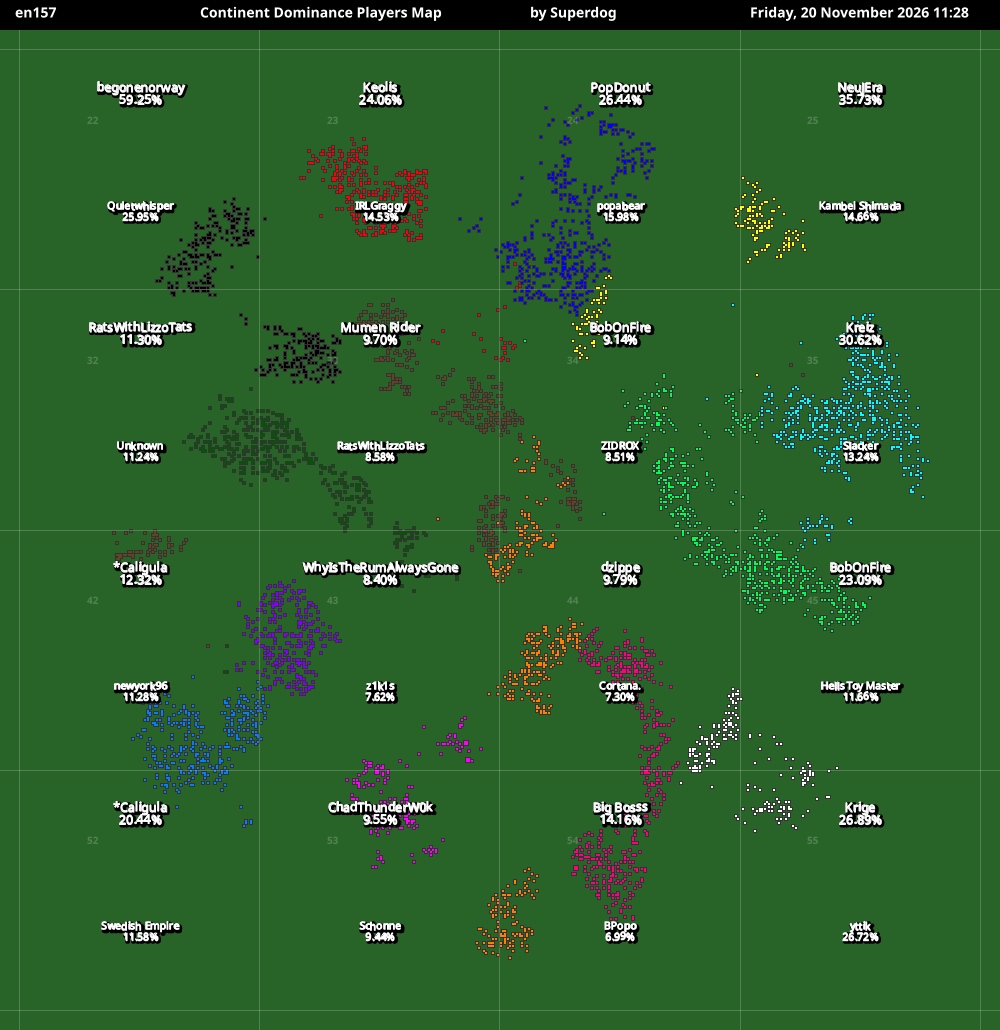 en157 Continent Dominance Players Map by Superdog Friday, 20 November 2026 11:28
begonenorway Keolis PopDonut NeujEra
59.25% 24.06% 26.44% 35.73%
22 23 24 25
Quietwhisper IRLGraggy popabear Kambei Shimada
25.95% 14.53% 15.98% 14.66%
RatsWithLizzoTats Mumen Rider BobOnFire Kreiz
11.30% 9.70% 9.14% 30.62%
32 33 34 35
Unknown RatsWithLizzoTats ZIDROX Slacker
11.24% 8.58% 8.51% 13.24%
*Caligula WhyIsTheRumAlwaysGone dzippe BobOnFire
12.32% 8.40% 9.79% 23.09%
42 43 44 45
newyork96 z1k1s Cortana. Hells Toy Master
11.28% 7.62% 7.30% 11.66%
*Caligula ChadThunderW0k Big Bosss Krige
20.44% 9.55% 14.16% 26.89%
52 53 54 55
Swedish Empire Schonne BPopo yttik
11.58% 9.44% 6.99% 26.72%